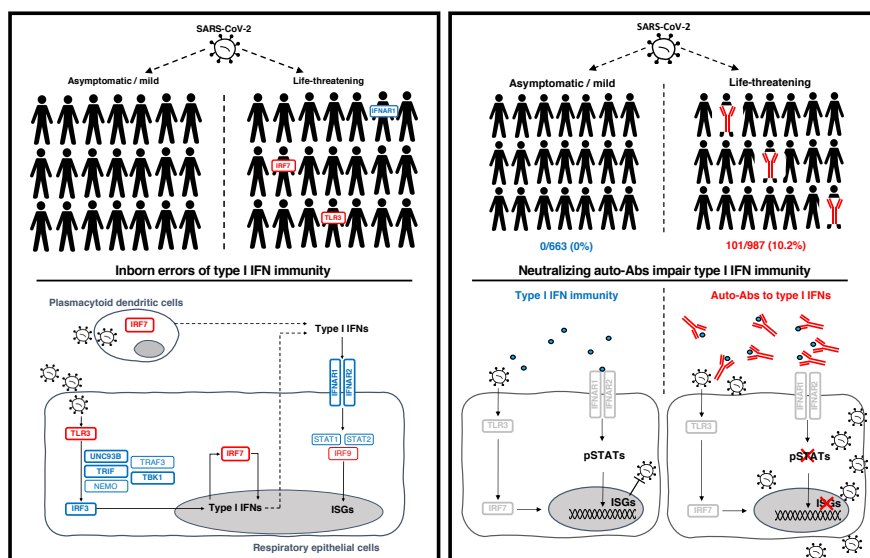 SARS-CoV-2
Asymptomatic / mild
Life-threatening
IFNAR1
IRF7
TLR3
Inborn errors of type I IFN immunity
Plasmacytoid dendritic cells
IRF7
Type I IFNs
IFNAR1
IFNAR2
TLR3
UNC93B
TRAF3
TRIF
TBK1
NEMO
IRF3
IRF7
Type I IFNs
STAT1
STAT2
IRF9
ISGs
Respiratory epithelial cells
SARS-CoV-2
Asymptomatic / mild
Life-threatening
0/663 (0%)
101/987 (10.2%)
Neutralizing auto-Abs impair type I IFN immunity
Type I IFN immunity
Auto-Abs to type I IFNs
IFNAR1
IFNAR2
TLR3
pSTATs
ISGs
IRF7
IFNAR1
IFNAR2
TLR3
pSTATs
ISGs
IRF7